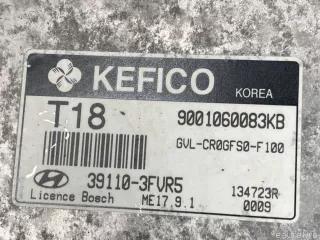 KEFICO KOREA
T18 9001060083KB
GVL-CR0GFS0-F100
39110-3FVR5 134723R
Licence Bosch ME17.9.1 0009